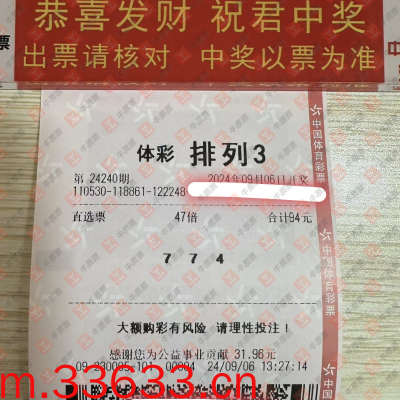 恭喜发财 祝君中奖
出票请核对 中奖以票为准
体彩 排列3
第 24240期 2024年09月06日开奖
110530-118861-122248
直选票 47倍 合计94元
7 7 4
大额购彩有风险 请理性投注！
感谢您为公益事业贡献 31.96元
24/09/06 13:27:14
中国体育彩票
中国体育彩票
中国
m.33633.cn